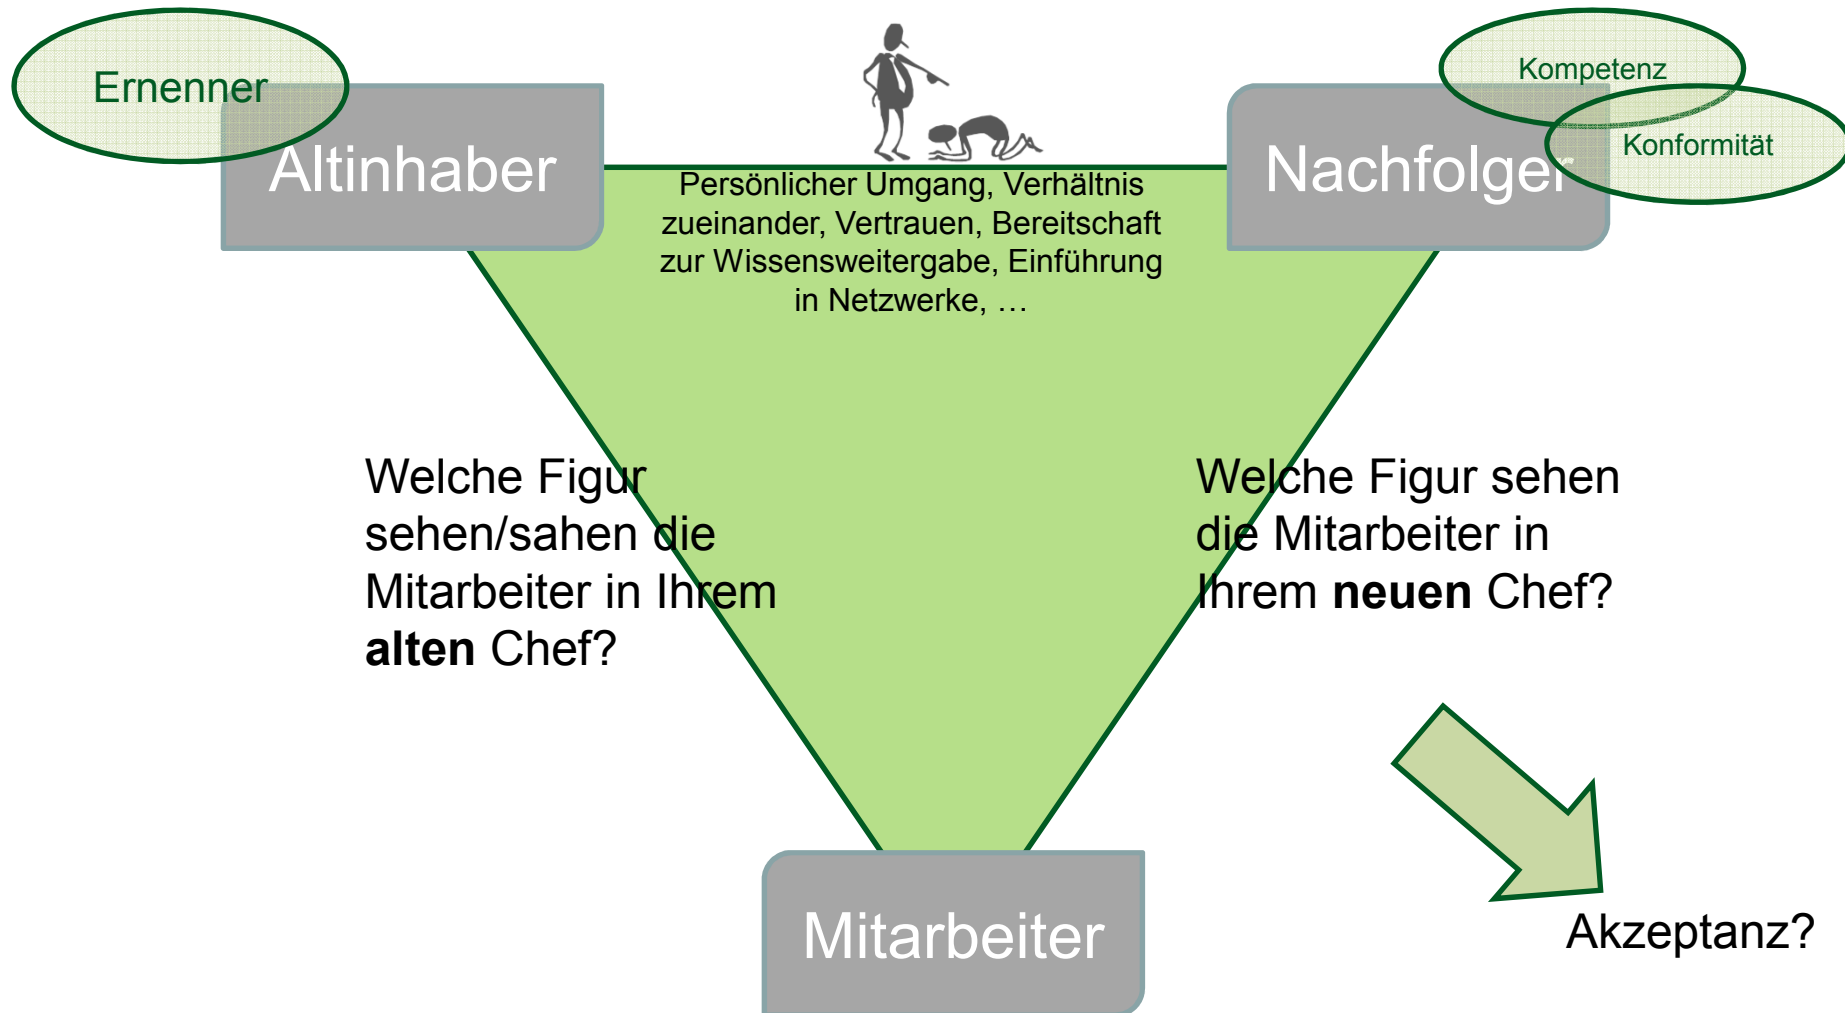 Ernenner
Altinhaber
Kompetenz
Konformität
Nachfolger
Persönlicher Umgang, Verhältnis
zueinander, Vertrauen, Bereitschaft
zur Wissensweitergabe, Einführung
in Netzwerke, …
Welche Figur
sehen/sahen die
Mitarbeiter in Ihrem
alten Chef?
Welche Figur sehen
die Mitarbeiter in
Ihrem neuen Chef?
Akzeptanz?
Mitarbeiter